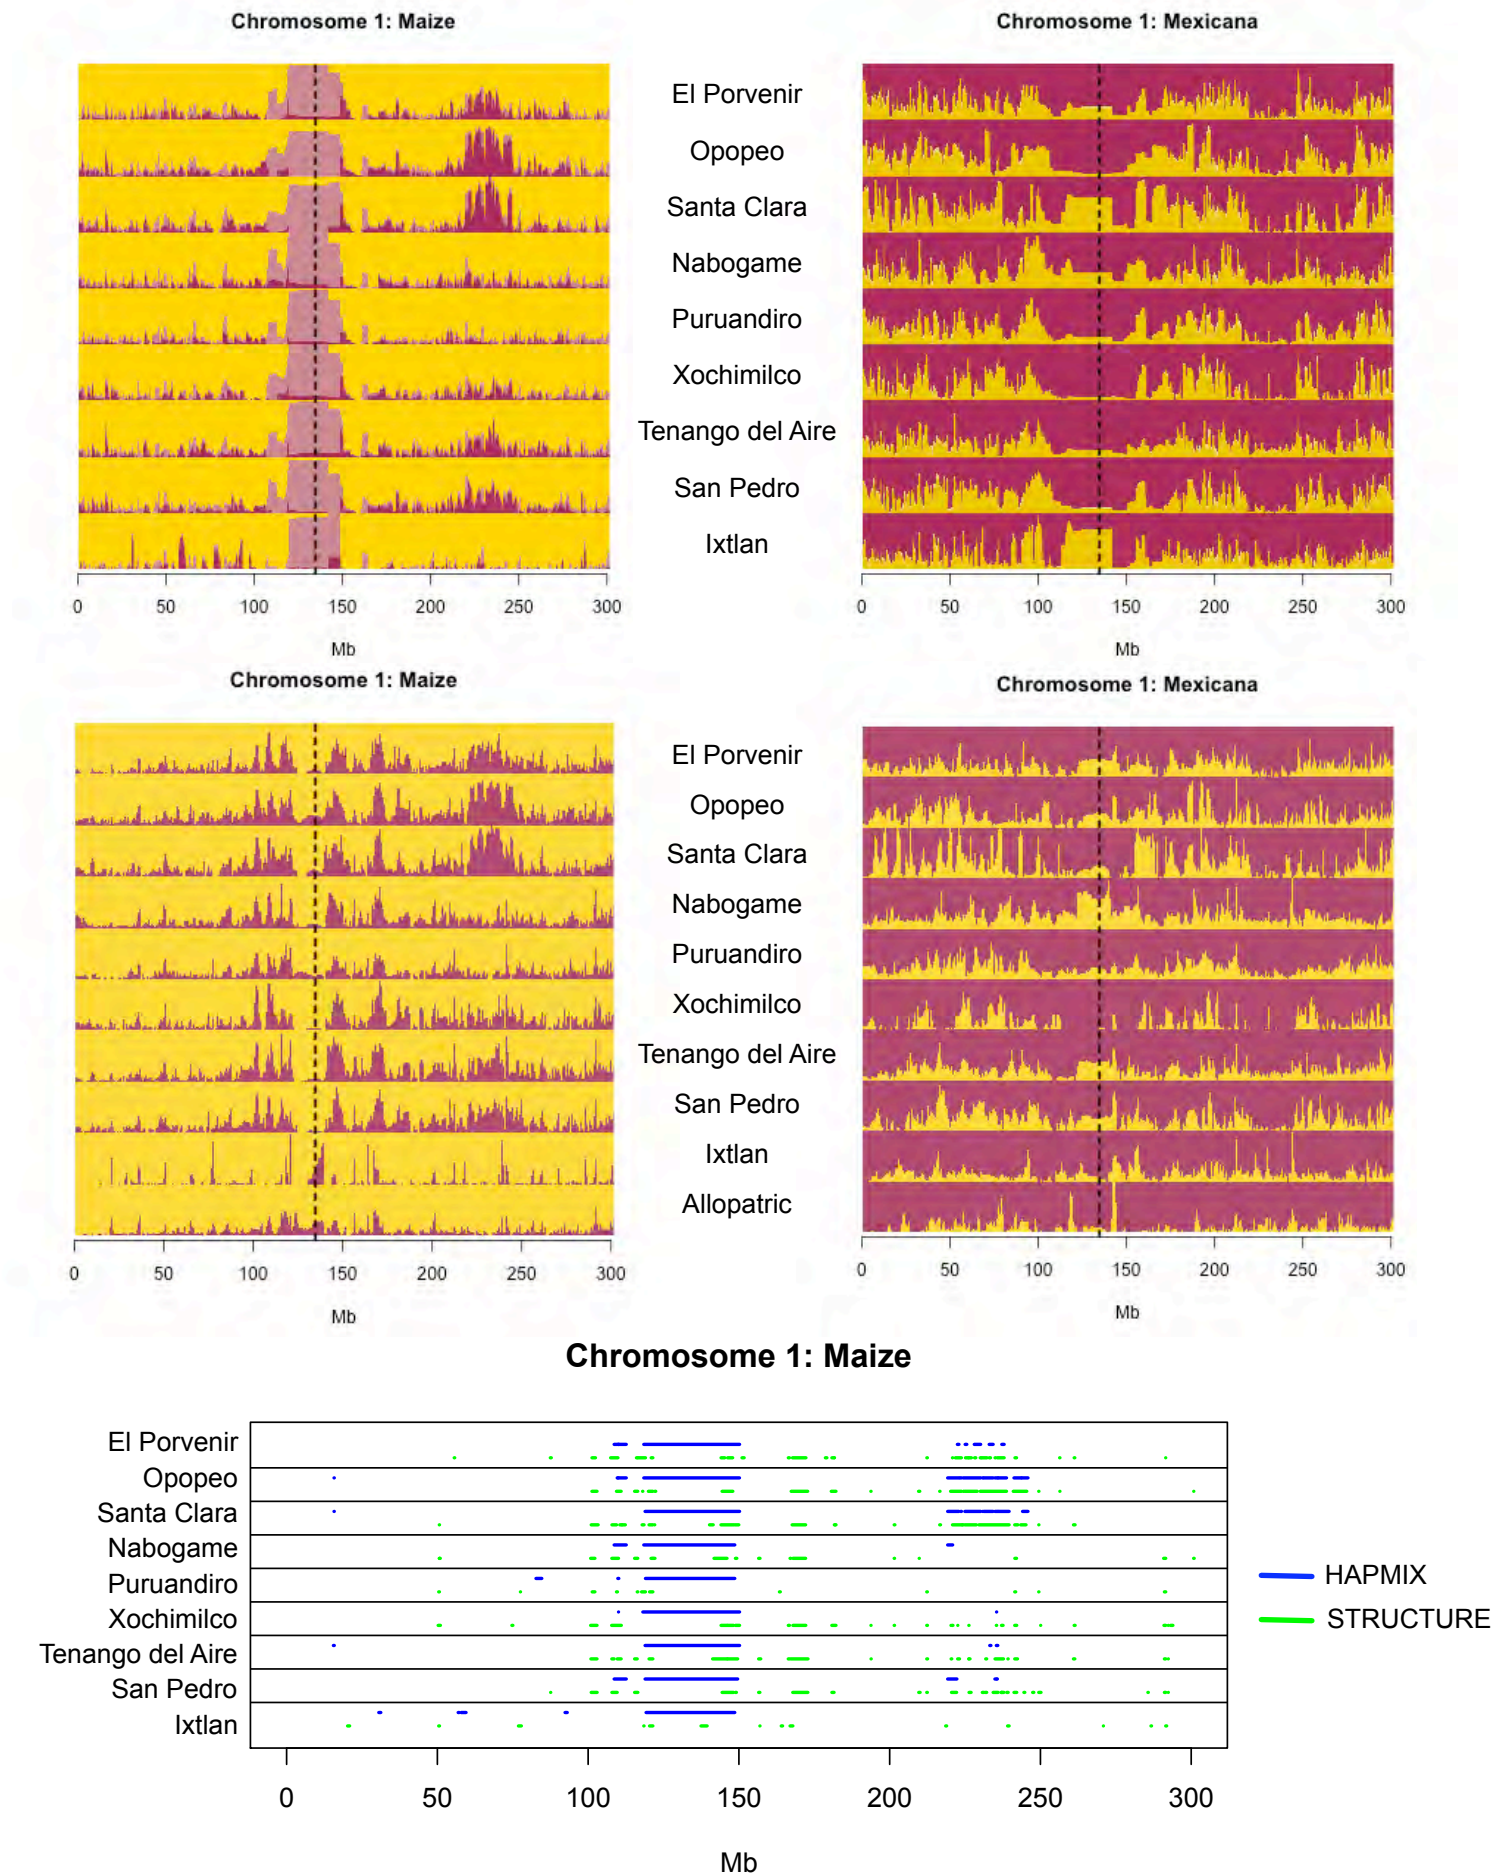 Chromosome 1: Maize
Chromosome 1: Mexicana
El Porvenir
Opopeo
Santa Clara
Nabogame
Puruandiro
Xochimilco
Tenango del Aire
San Pedro
Ixtlan
0 50 100 150 200 250 300
0 50 100 150 200 250 300
Mb
Mb
Chromosome 1: Maize
Chromosome 1: Mexicana
El Porvenir
Opopeo
Santa Clara
Nabogame
Puruandiro
Xochimilco
Tenango del Aire
San Pedro
Ixtlan
Allopatric
0 50 100 150 200 250 300
0 50 100 150 200 250 300
Mb
Mb
Chromosome 1: Maize
El Porvenir
Opopeo
Santa Clara
Nabogame
Puruandiro
Xochimilco
Tenango del Aire
San Pedro
Ixtlan
HAPMIX
STRUCTURE
0 50 100 150 200 250 300
Mb